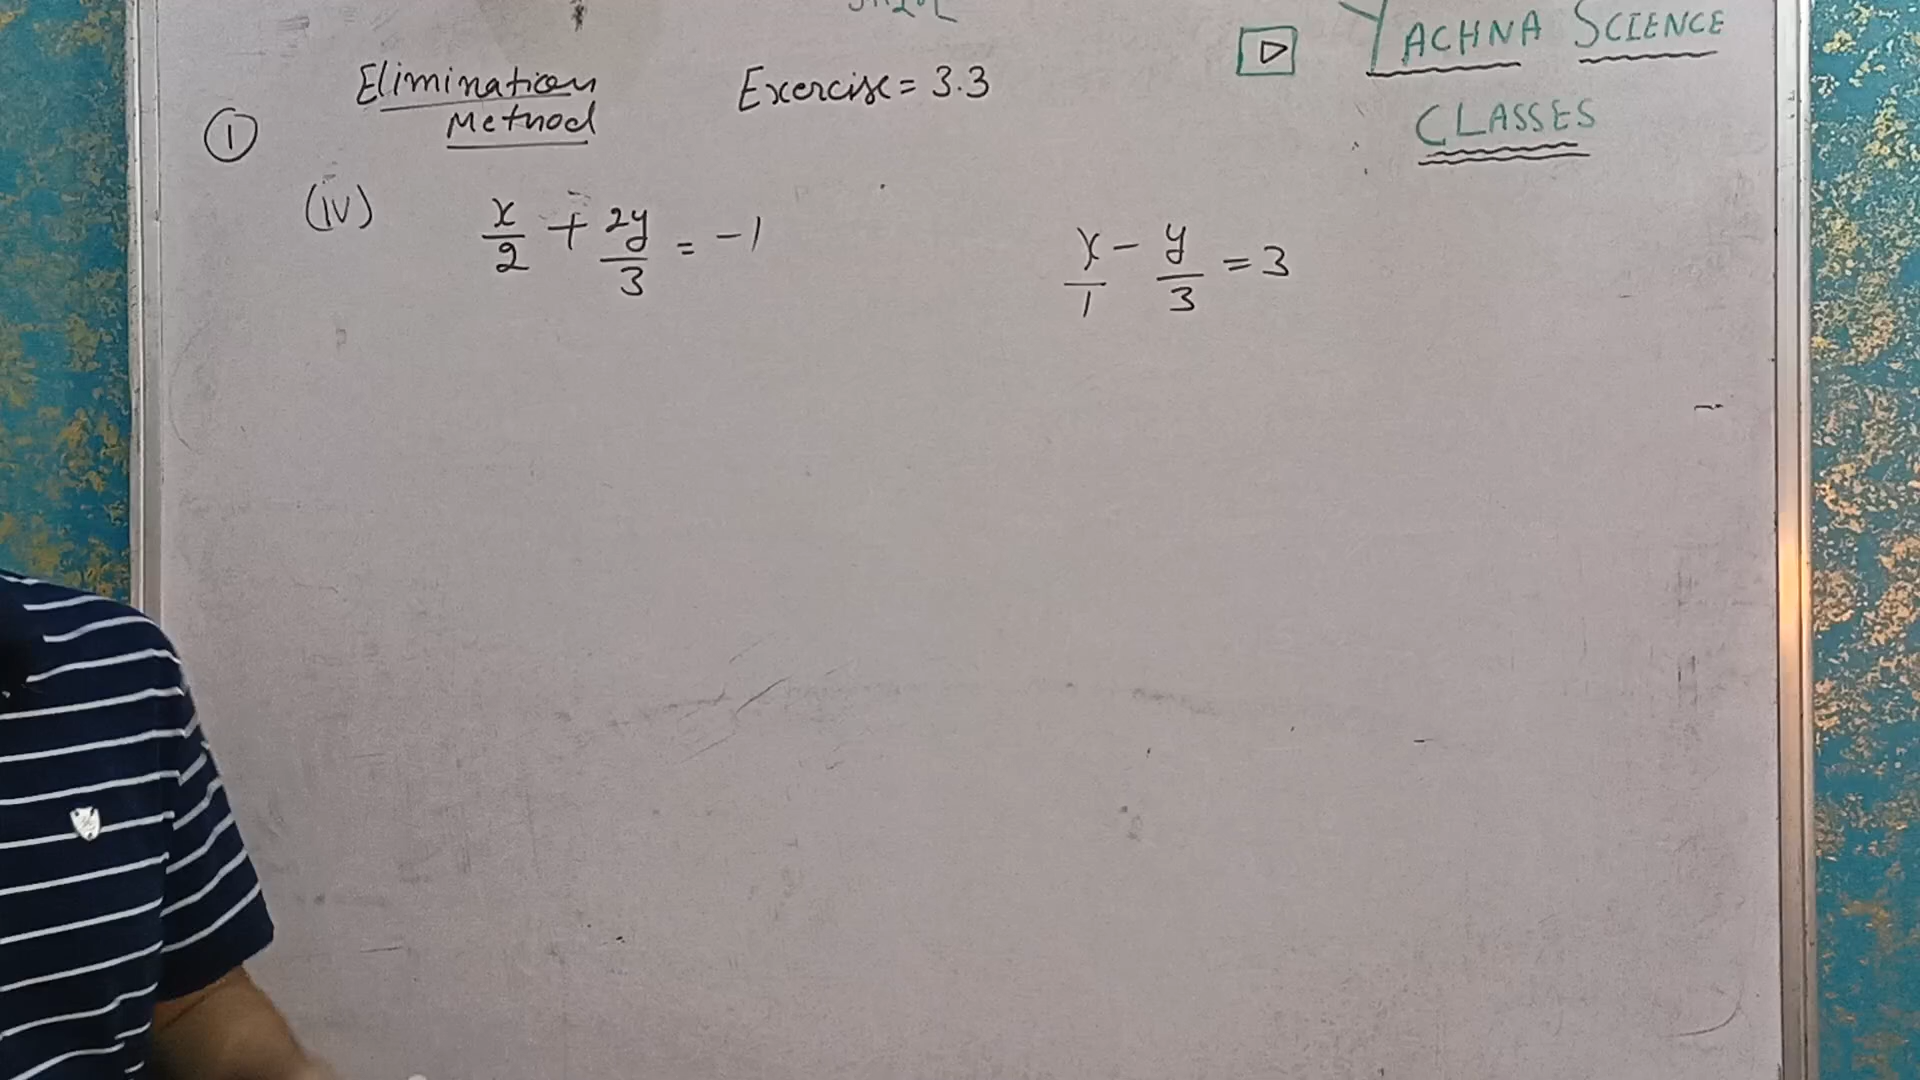 YACHNA SCIENCE
CLASSES
Elimination
Method
Exercise = 3.3
1
(iv) x/2 + 2y/3 = -1
x/1 - y/3 = 3